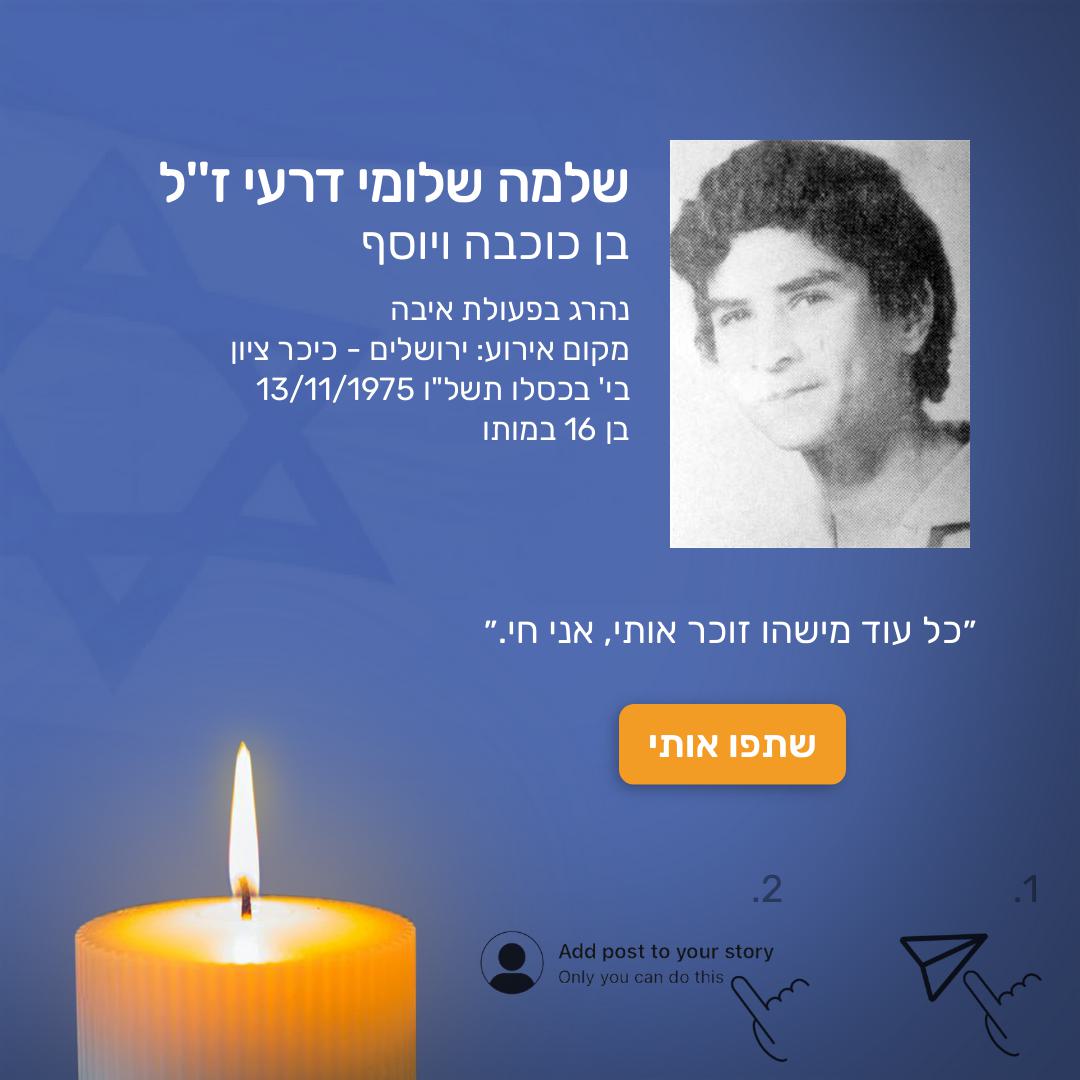 שלמה שלומי דרעי ז''ל
בן כוכבה ויוסף
נהרג בפעולת איבה
מקום אירוע: ירושלים - כיכר ציון
בי' בכסלו תשל"ו 13/11/1975
בן 16 במותו
״כל עוד מישהו זוכר אותי, אני חי.״
שתפו אותי
.1
.2
Add post to your story
Only you can do this